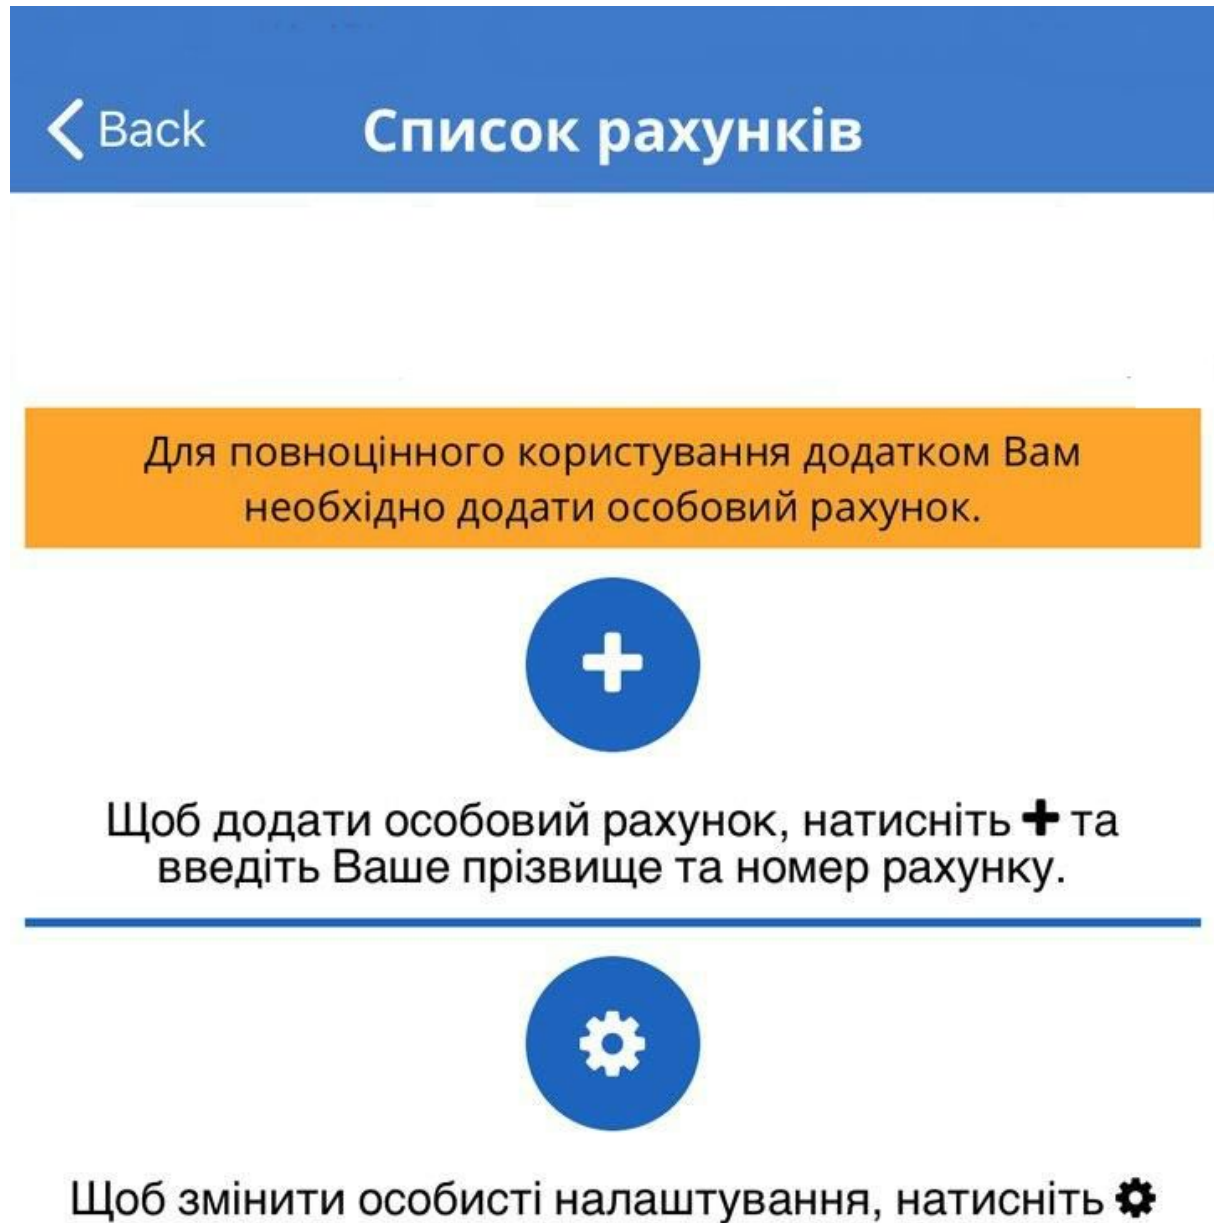 Back
Список рахунків
Для повноцінного користування додатком Вам
необхідно додати особовий рахунок.
Щоб додати особовий рахунок, натисніть + та
введіть Ваше прізвище та номер рахунку.
Щоб змінити особисті налаштування, натисніть